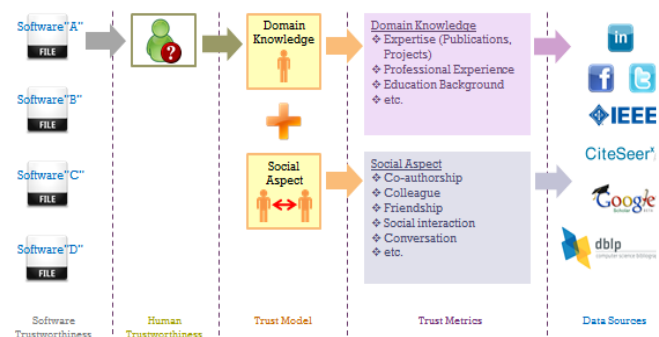 Software"A"
FILE
Software"B"
FILE
Software"C"
FILE
Software"D"
FILE
Software
Trustworthiness
?
Human
Trustworthiness
Domain
Knowledge
Social
Aspect
Trust Model
Domain Knowledge
❖ Expertise (Publications,
Projects)
❖ Professional Experience
❖ Education Background
❖ etc.
Social Aspect
❖ Co-authorship
❖ Colleague
❖ Friendship
❖ Social interaction
❖ Conversation
❖ etc.
Trust Metrics
in
f
t
IEEE
CiteSeerx
Google
Scholar
dblp
computer science bibliography
Data Sources